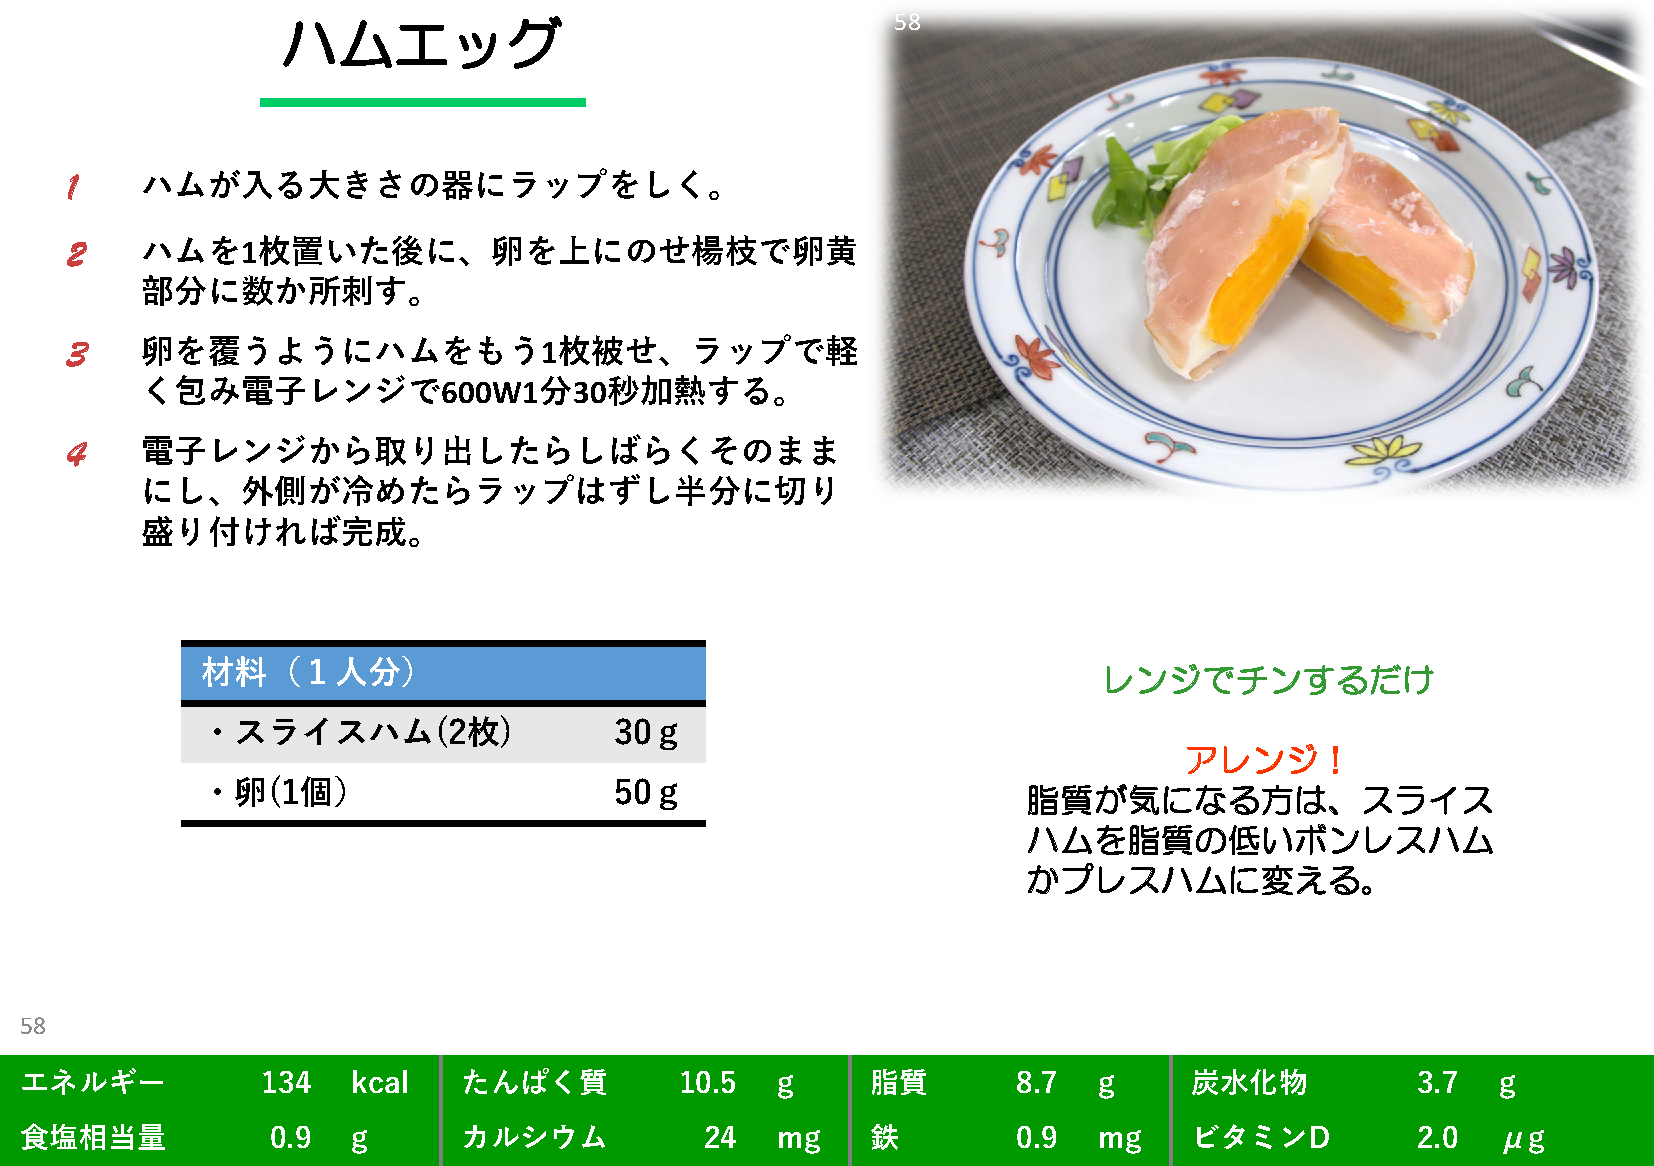 ハムエッグ
58
1 ハムが入る大きさの器にラップをしく。
2 ハムを1枚置いた後に、卵を上にのせ楊枝で卵黄
部分に数か所刺す。
3 卵を覆うようにハムをもう1枚被せ、ラップで軽
く包み電子レンジで600W1分30秒加熱する。
4 電子レンジから取り出したらしばらくそのまま
にし、外側が冷めたらラップはずし半分に切り
盛り付ければ完成。
材料（１人分）
・スライスハム(2枚) 30ｇ
・卵(1個） 50ｇ
レンジでチンするだけ
アレンジ！
脂質が気になる方は、スライス
ハムを脂質の低いボンレスハム
かプレスハムに変える。
58
エネルギー 134 kcal たんぱく質 10.5 g 脂質 8.7 g 炭水化物 3.7 g
食塩相当量 0.9 g カルシウム 24 mg 鉄 0.9 mg ビタミンD 2.0 μg